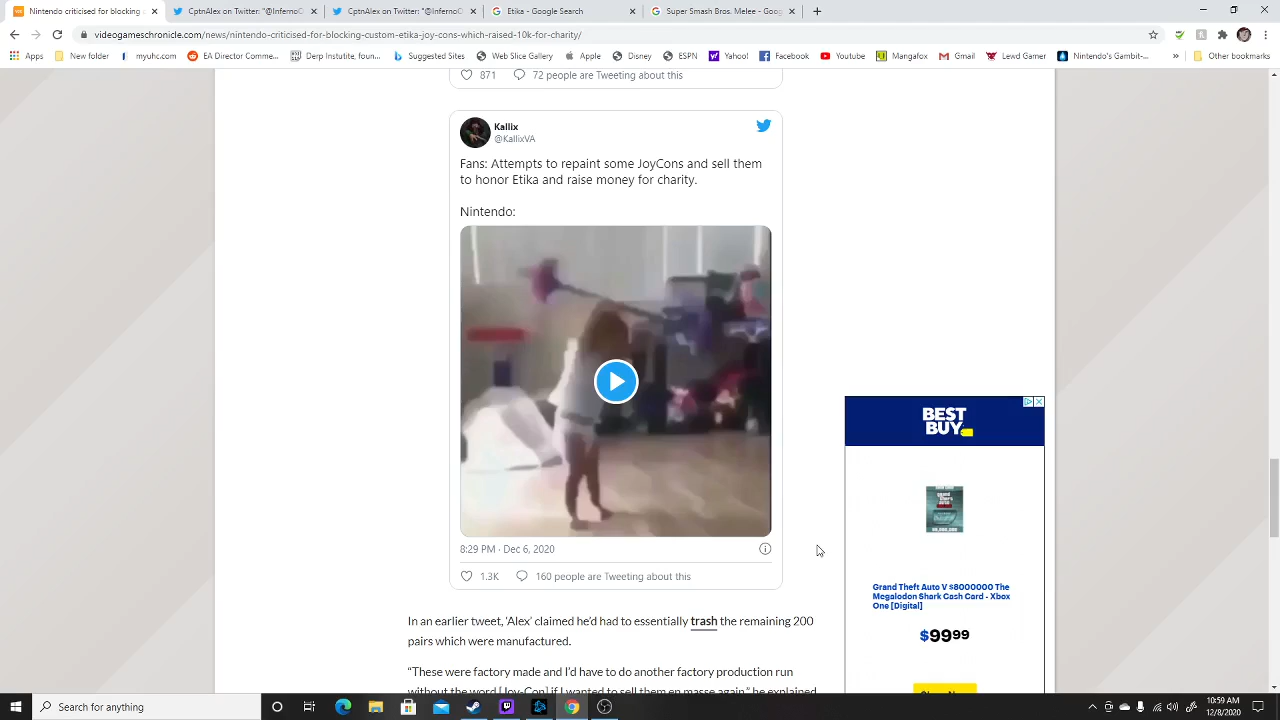 Nintendo criticised for blocking
CptnAlex on Twitter: "@InfernoO
CptnAlex on Twitter: "@InfernoO
Etika - Google Search
Super Smash Bros. Melee - Goog
videogameschronicle.com/news/nintendo-criticised-for-blocking-custom-etika-joy-cons-which-raised-10k-for-charity/
Apps
New folder
myuhc.com
EA Director Comme...
Derp Instutite, foun...
Suggested Sites
Web Slice Gallery
Apple
Disney
ESPN
Yahoo!
Facebook
Youtube
Mangafox
Gmail
Lewd Gamer
Nintendo's Gambit-...
»
Other bookmarks
871
72 people are Tweeting about this
Kallix
@KallixVA
Fans: Attempts to repaint some JoyCons and sell them
to honor Etika and raise money for charity.
Nintendo:
8:29 PM · Dec 6, 2020
1.3K
160 people are Tweeting about this
In an earlier tweet, ‘Alex’ claimed he’d had to essentially trash the remaining 200
pairs which were manufactured.
“These were factory made and I’d have to do another factory production run
without the word [Joy-Con] if I wanted to sell them en masse again,” he explained
BEST
BUY
Grand Theft Auto V $8000000 The
Megalodon Shark Cash Card - Xbox
One [Digital]
$9999
Type here to search
10:59 AM
12/8/2020